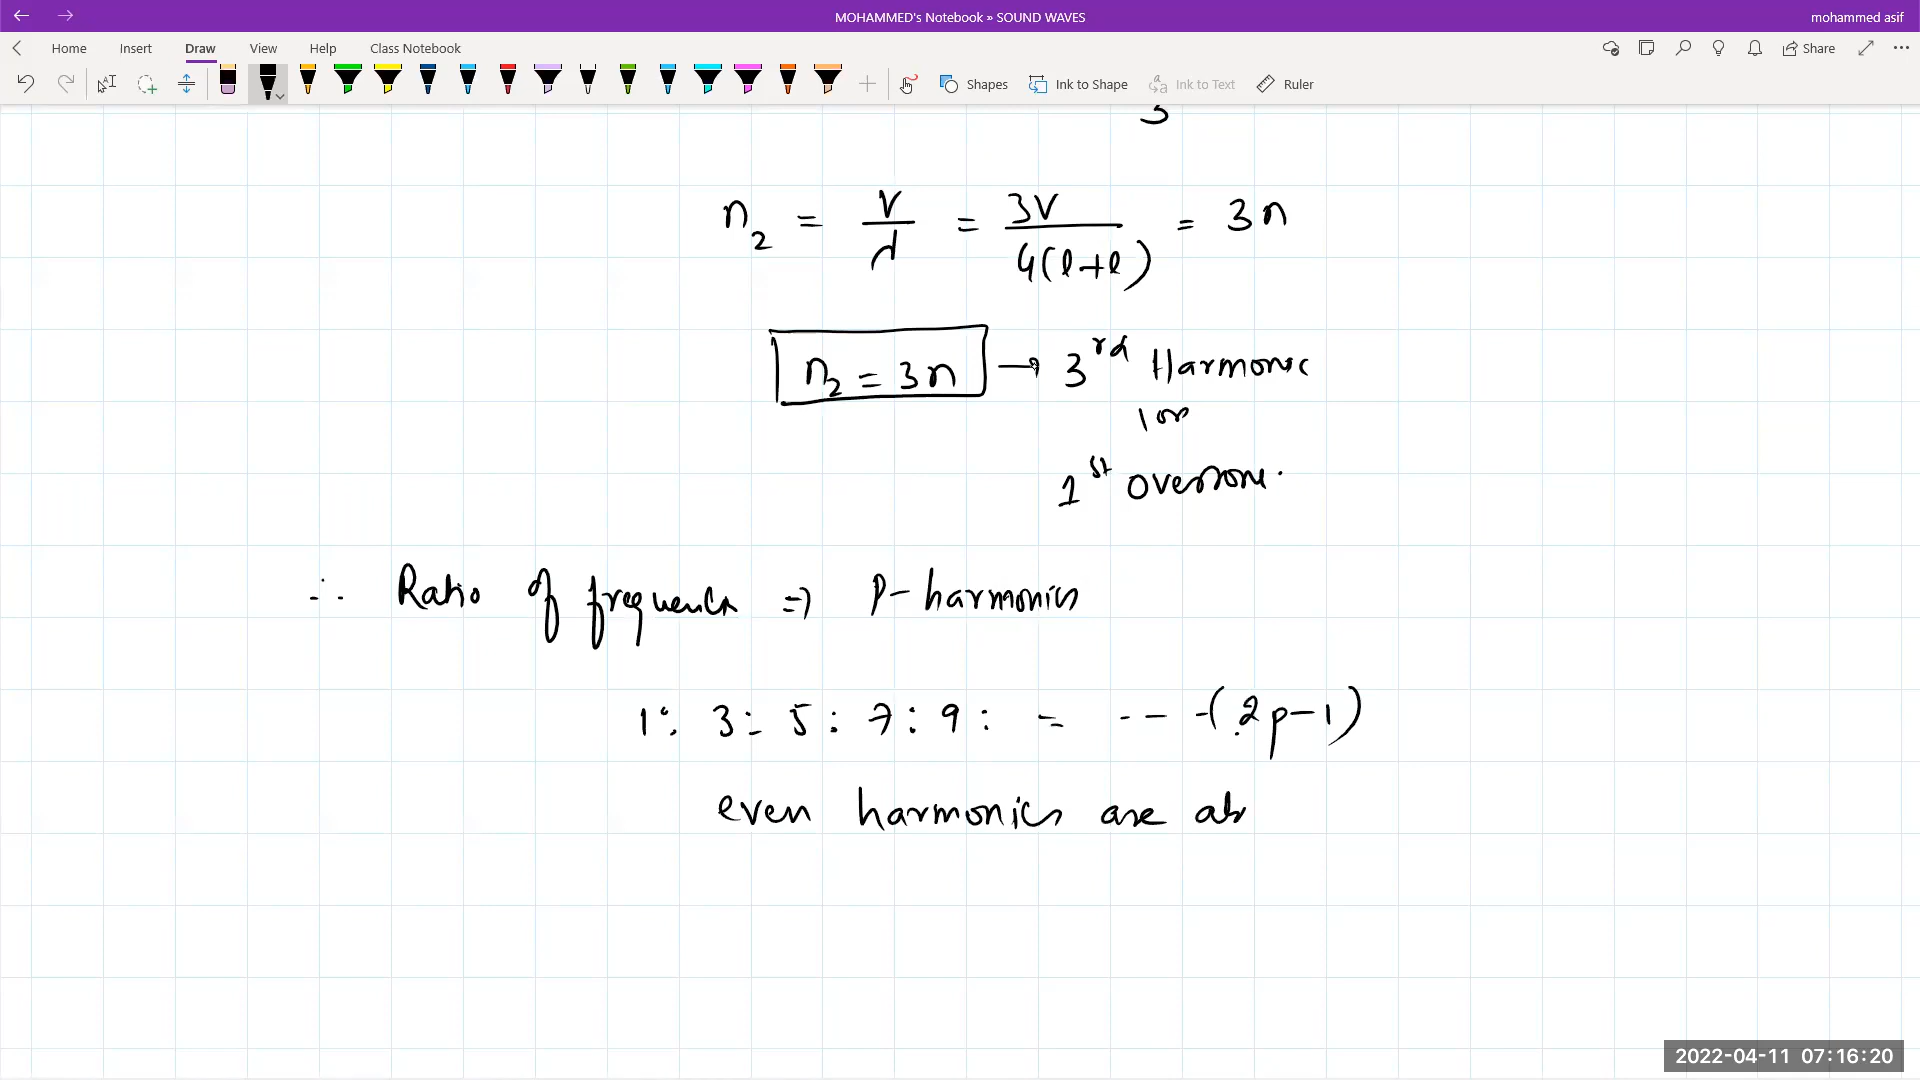 MOHAMMED's Notebook » SOUND WAVES
mohammed asif
Home Insert Draw View Help Class Notebook
Share
Shapes Ink to Shape Ink to Text Ruler
3
n₂ = V/λ = 3V/4(l+e) = 3n
n₂ = 3n → 3rd Harmonic
(or
1st overtone.
∴ Ratio of frequencies ⇒ P-harmonics
1 : 3 : 5 : 7 : 9 : = -- -(2p-1)
even harmonics are ab
2022-04-11 07:16:20